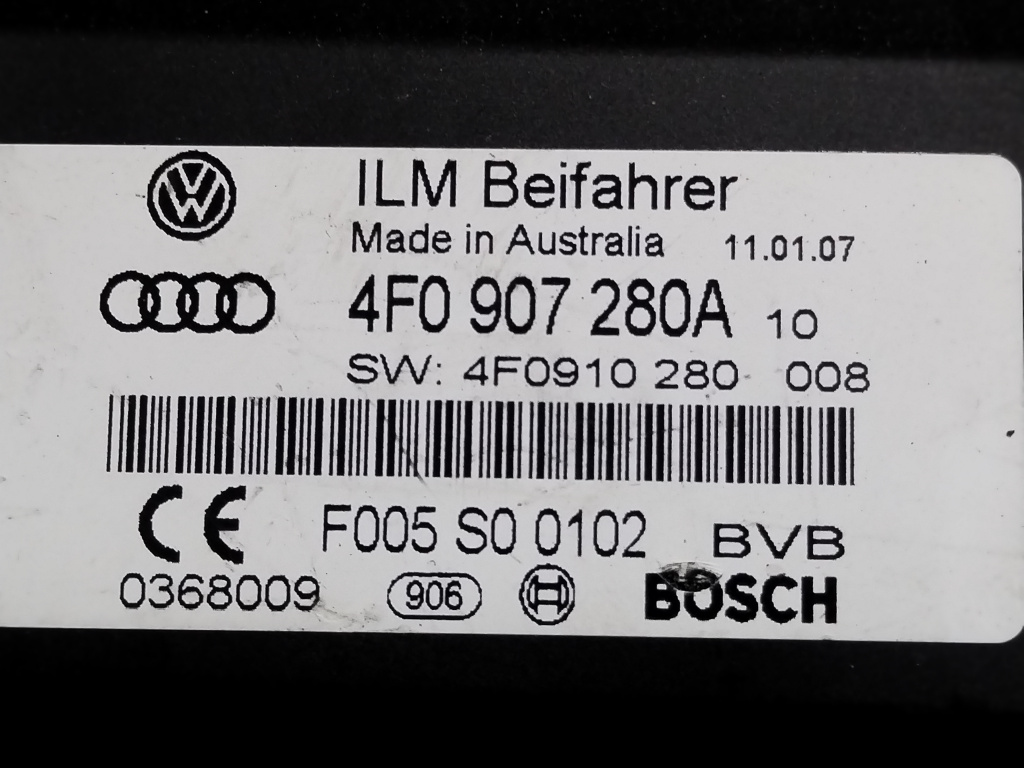 ILM Beifahrer
Made in Australia 11.01.07
4F0 907 280A 10
SW: 4F0910 280 008
CE F005 S0 0102 BVB
0368009 906 BOSCH